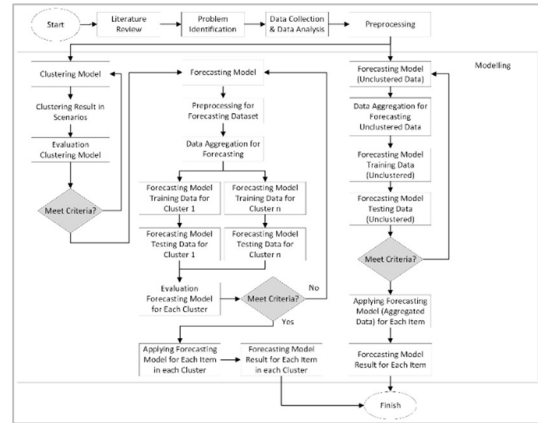 Start
Literature
Review
Problem
Identification
Data Collection
& Data Analysis
Preprocessing
Modelling
Clustering Model
Clustering Result in
Scenarios
Evaluation
Clustering Model
Meet Criteria?
Forecasting Model
Preprocessing for
Forecasting Dataset
Data Aggregation for
Forecasting
Forecasting Model
Training Data for
Cluster 1
Forecasting Model
Training Data for
Cluster n
Forecasting Model
Testing Data for
Cluster 1
Forecasting Model
Testing Data for
Cluster n
Evaluation
Forecasting Model
for Each Cluster
Meet Criteria?
No
Yes
Applying Forecasting
Model for Each Item
in each Cluster
Forecasting Model
Result for Each Item
in each Cluster
Forecasting Model
(Unclustered Data)
Data Aggregation for
Forecasting
Unclustered Data
Forecasting Model
Training Data
(Unclustered)
Forecasting Model
Testing Data
(Unclustered)
Meet Criteria?
Applying Forecasting
Model (Aggregated
Data) for Each Item
Forecasting Model
Result for Each Item
Finish